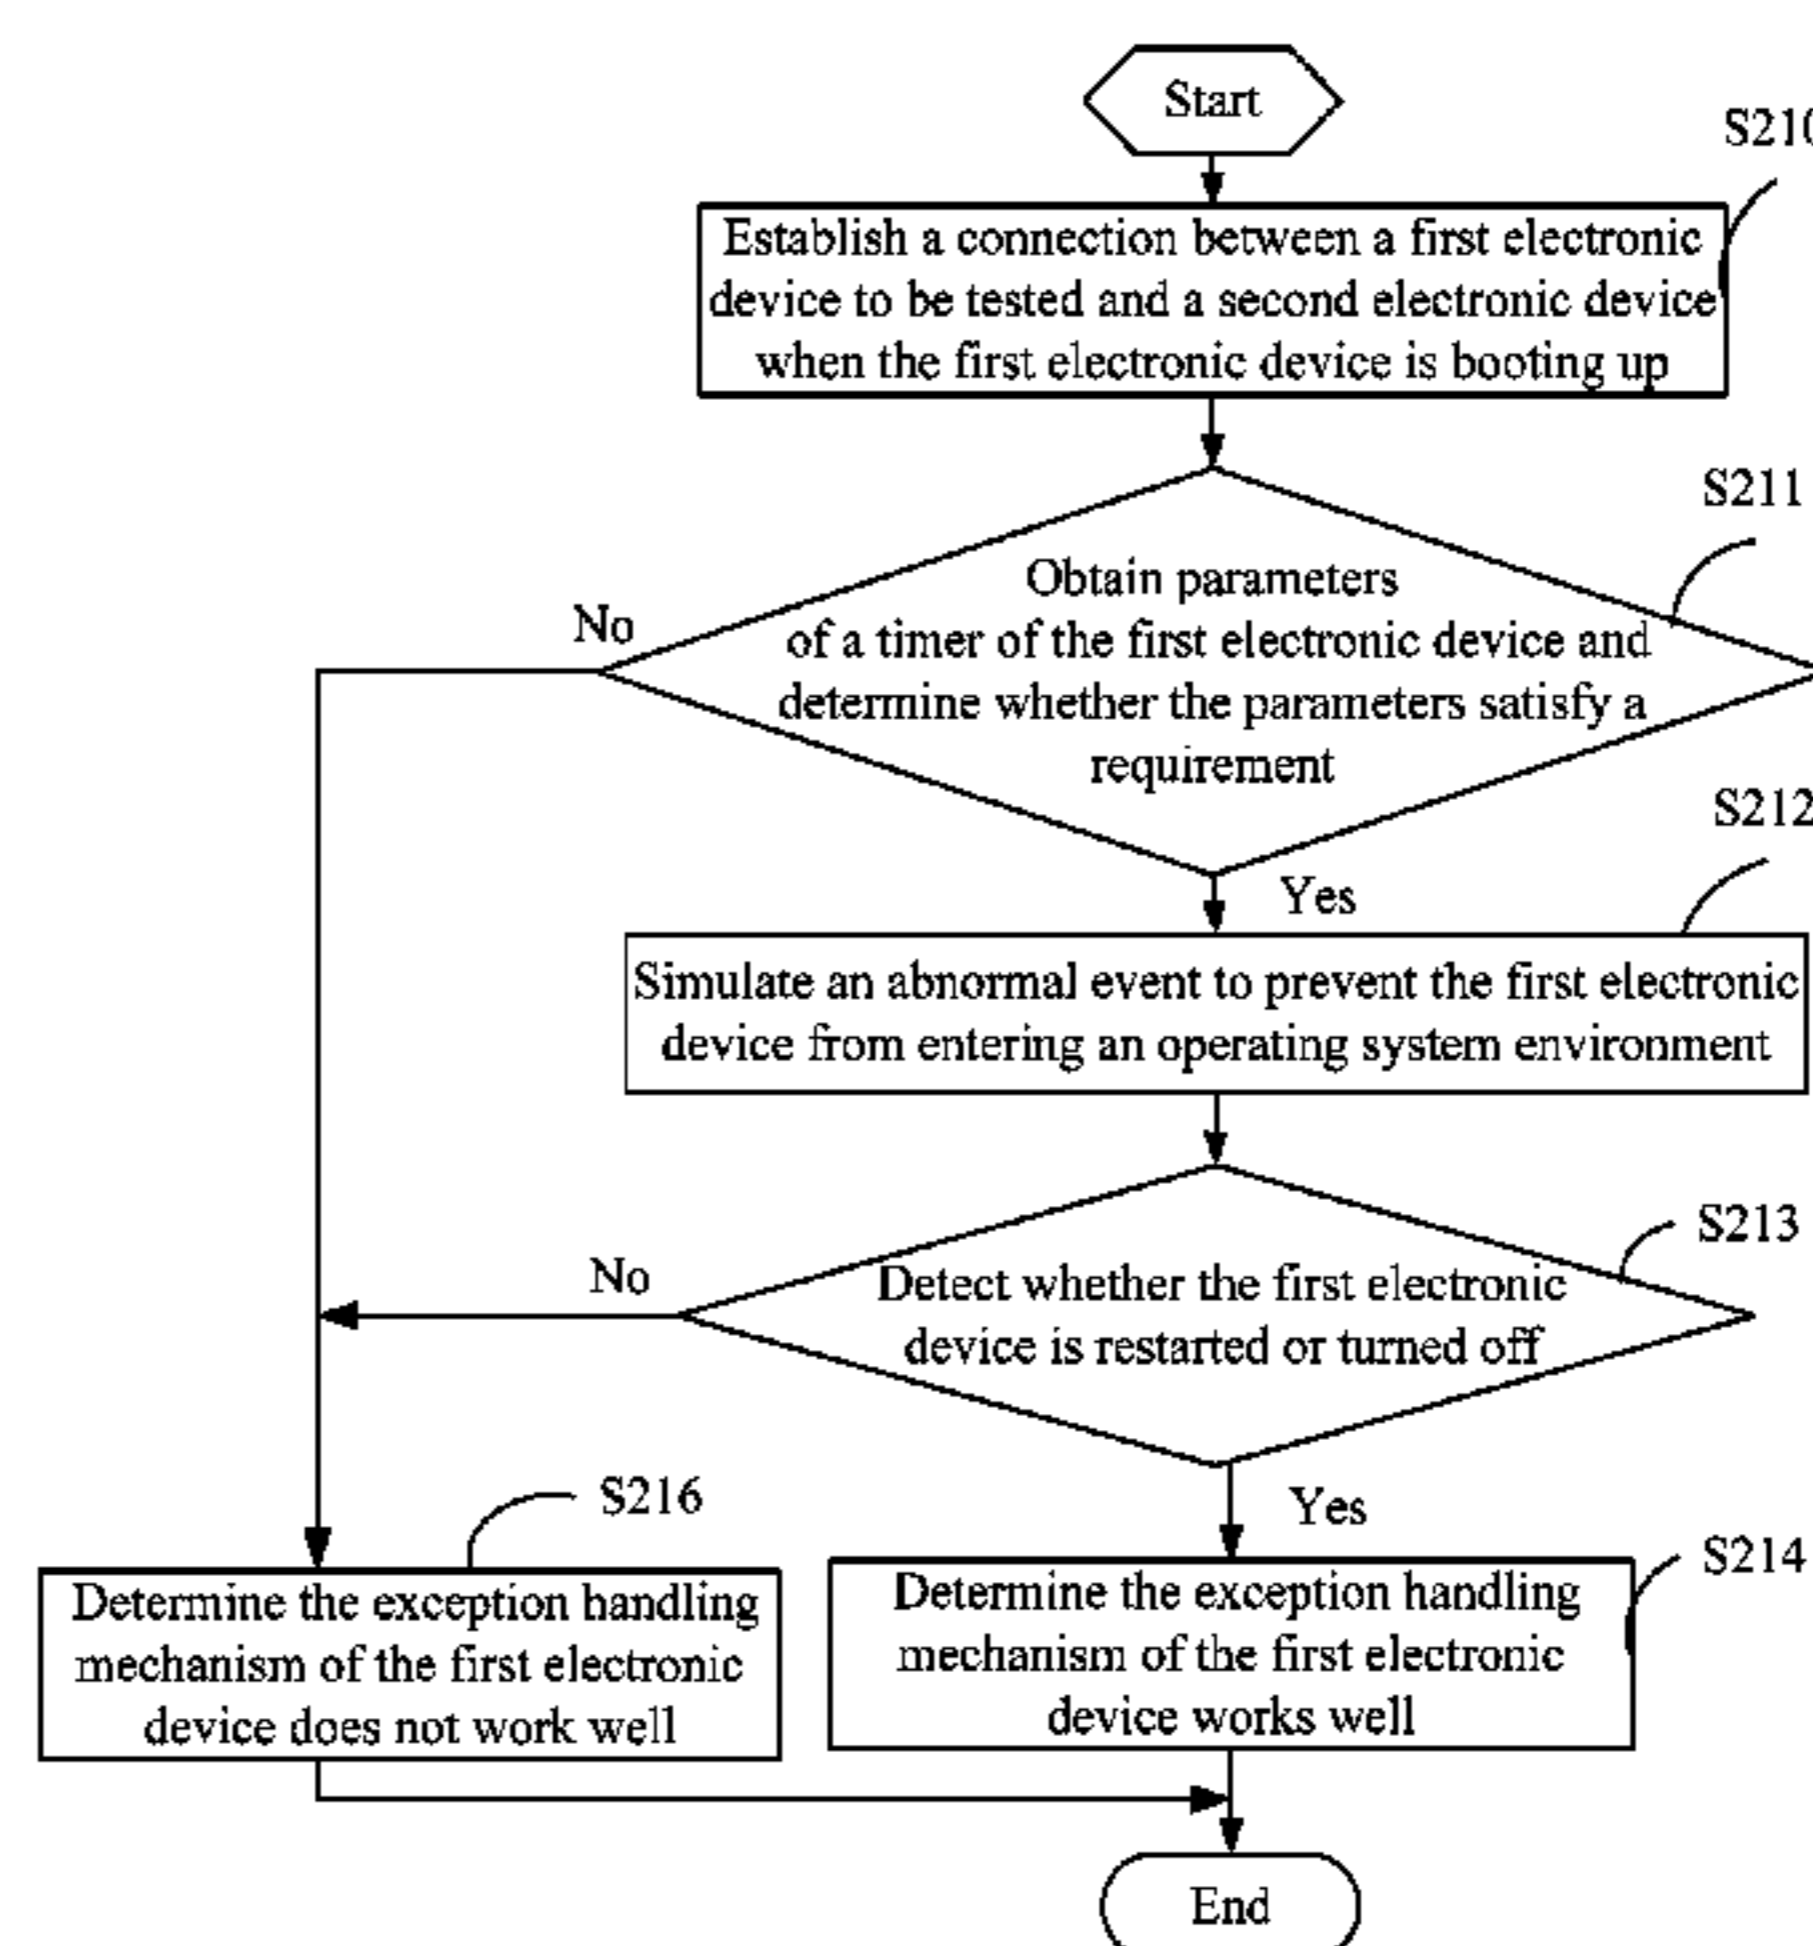 Start
S210
Establish a connection between a first electronic
device to be tested and a second electronic device
when the first electronic device is booting up
S211
Obtain parameters
of a timer of the first electronic device and
determine whether the parameters satisfy a
requirement
No
S212
Yes
Simulate an abnormal event to prevent the first electronic
device from entering an operating system environment
S213
No
Detect whether the first electronic
device is restarted or turned off
S216
Yes
S214
Determine the exception handling
mechanism of the first electronic
device does not work well
Determine the exception handling
mechanism of the first electronic
device works well
End